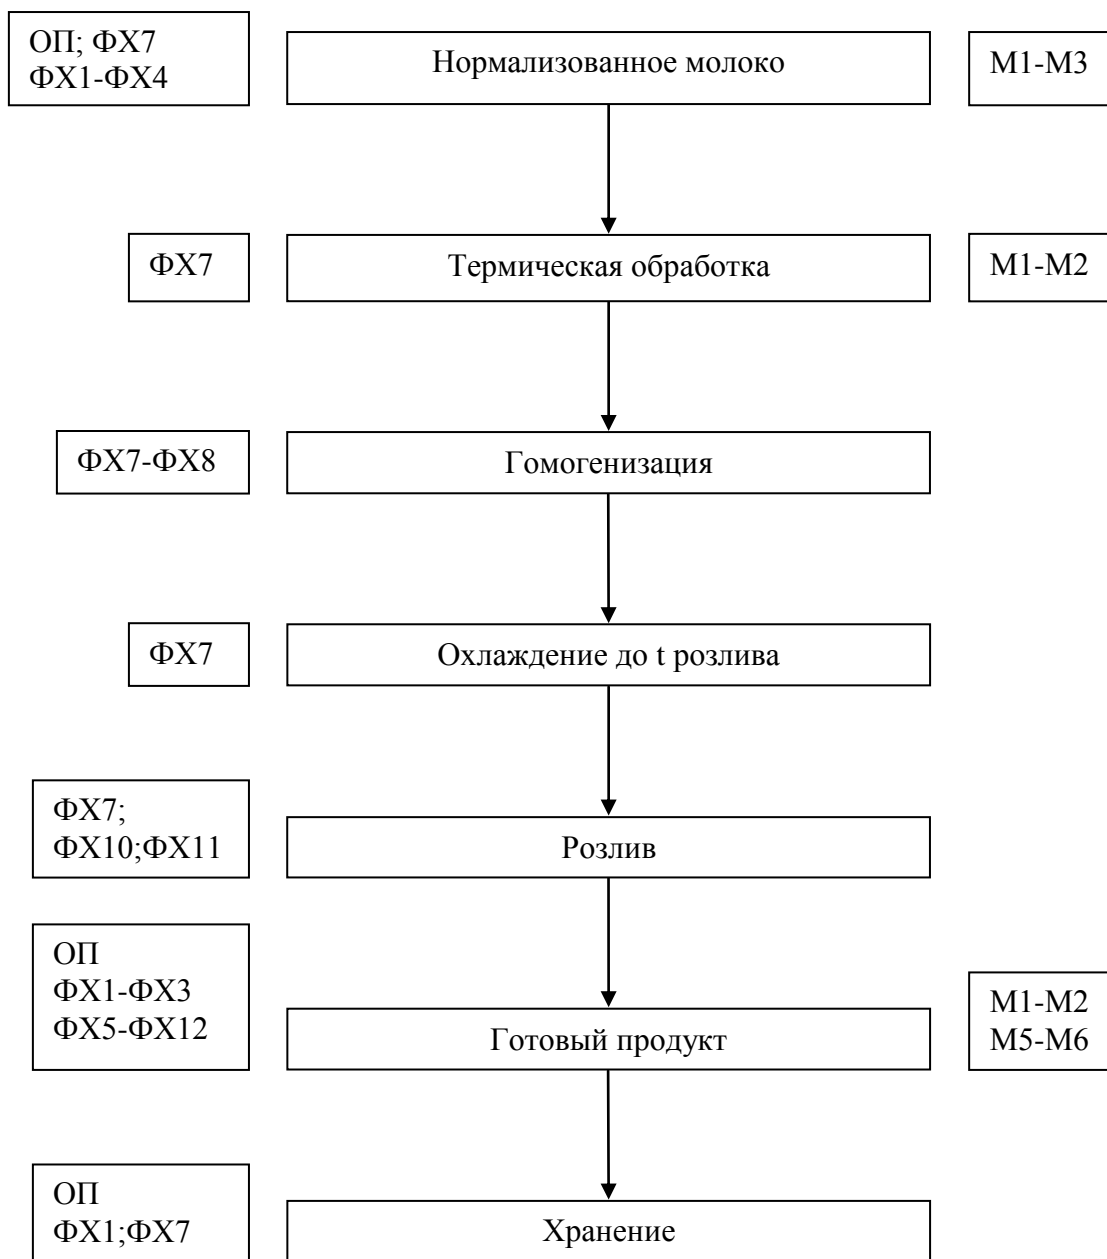 ОП; ФХ7
ФХ1-ФХ4
Нормализованное молоко
М1-М3
ФХ7
Термическая обработка
М1-М2
ФХ7-ФХ8
Гомогенизация
ФХ7
Охлаждение до t розлива
ФХ7;
ФХ10;ФХ11
Розлив
ОП
ФХ1-ФХ3
ФХ5-ФХ12
Готовый продукт
М1-М2
М5-М6
ОП
ФХ1;ФХ7
Хранение